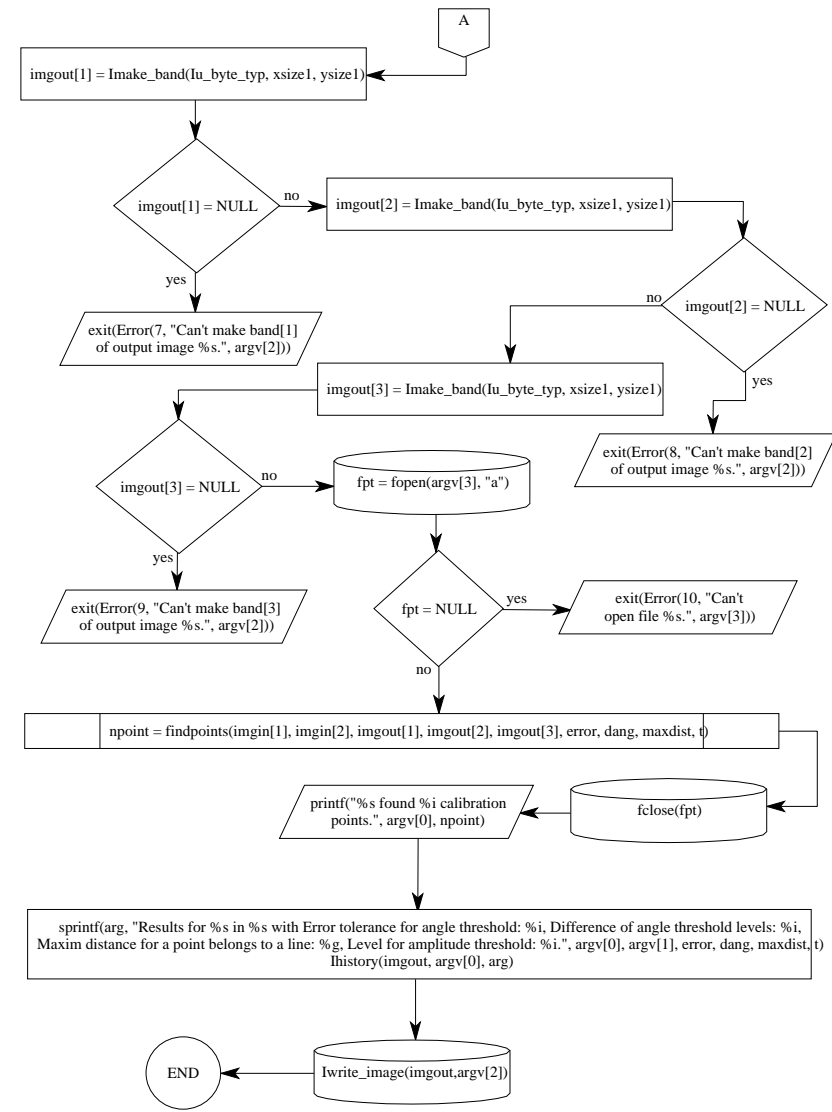 A
imgout[1] = Imake_band(Iu_byte_typ, xsize1, ysize1)
imgout[1] = NULL
no
imgout[2] = Imake_band(Iu_byte_typ, xsize1, ysize1)
yes
exit(Error(7, "Can't make band[1]
of output image %s.", argv[2]))
imgout[2] = NULL
no
yes
exit(Error(8, "Can't make band[2]
of output image %s.", argv[2]))
imgout[3] = Imake_band(Iu_byte_typ, xsize1, ysize1)
imgout[3] = NULL
no
yes
exit(Error(9, "Can't make band[3]
of output image %s.", argv[2]))
fpt = fopen(argv[3], "a")
fpt = NULL
yes
exit(Error(10, "Can't
open file %s.", argv[3]))
no
npoint = findpoints(imgin[1], imgin[2], imgout[1], imgout[2], imgout[3], error, dang, maxdist, t)
fclose(fpt)
printf("%s found %i calibration
points.", argv[0], npoint)
sprintf(arg, "Results for %s in %s with Error tolerance for angle threshold: %i, Difference of angle threshold levels: %i,
Maxim distance for a point belongs to a line: %g, Level for amplitude threshold: %i.", argv[0], argv[1], error, dang, maxdist, t)
Ihistory(imgout, argv[0], arg)
Iwrite_image(imgout,argv[2])
END